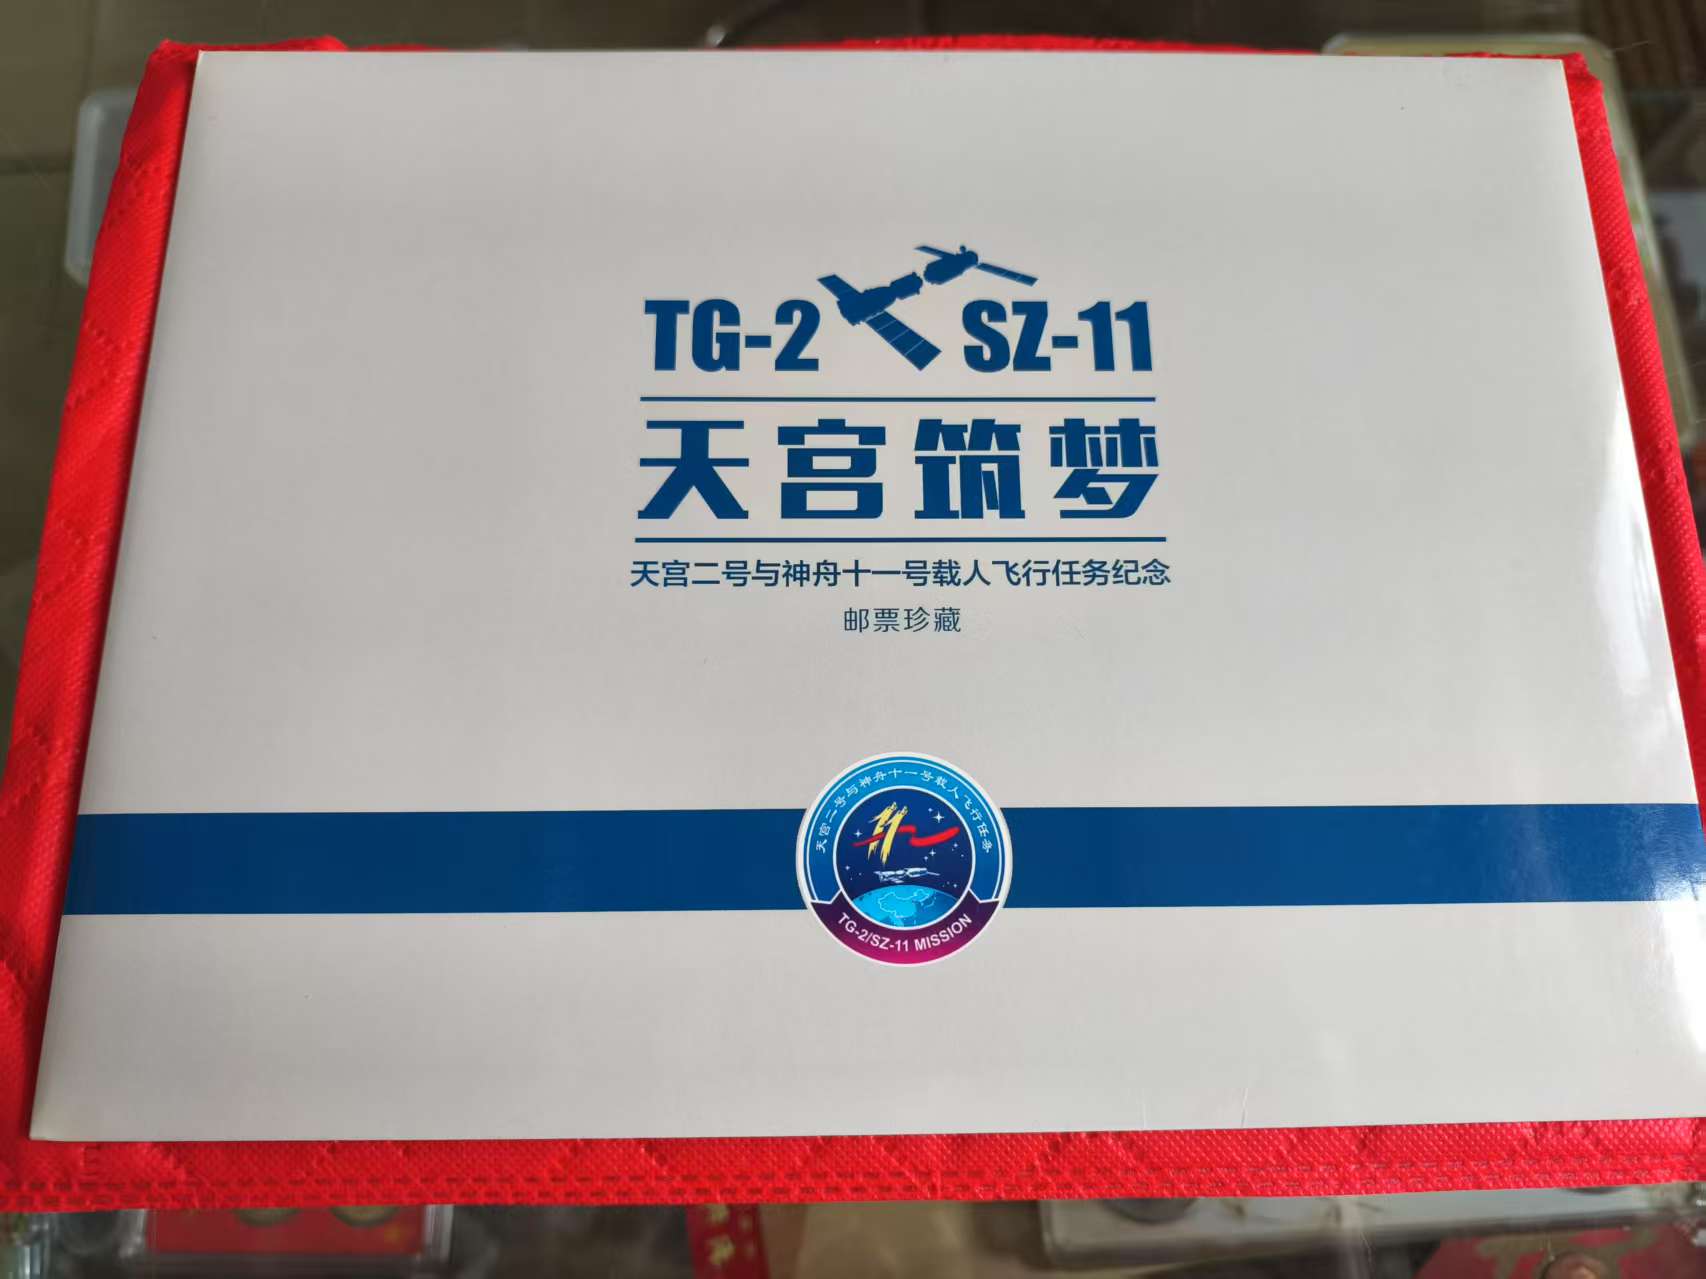 TG-2 SZ-11
天宫筑梦
天宫二号与神舟十一号载人飞行任务纪念
邮票珍藏
天宫二号与神舟十一号载人飞行任务
TG-2/SZ-11 MISSION